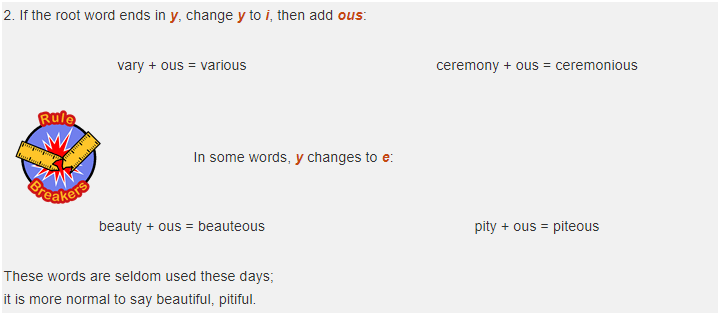 2. If the root word ends in y, change y to i, then add ous:
vary + ous = various
ceremony + ous = ceremonious
Rule
Breakers
In some words, y changes to e:
beauty + ous = beauteous
pity + ous = piteous
These words are seldom used these days;
it is more normal to say beautiful, pitiful.